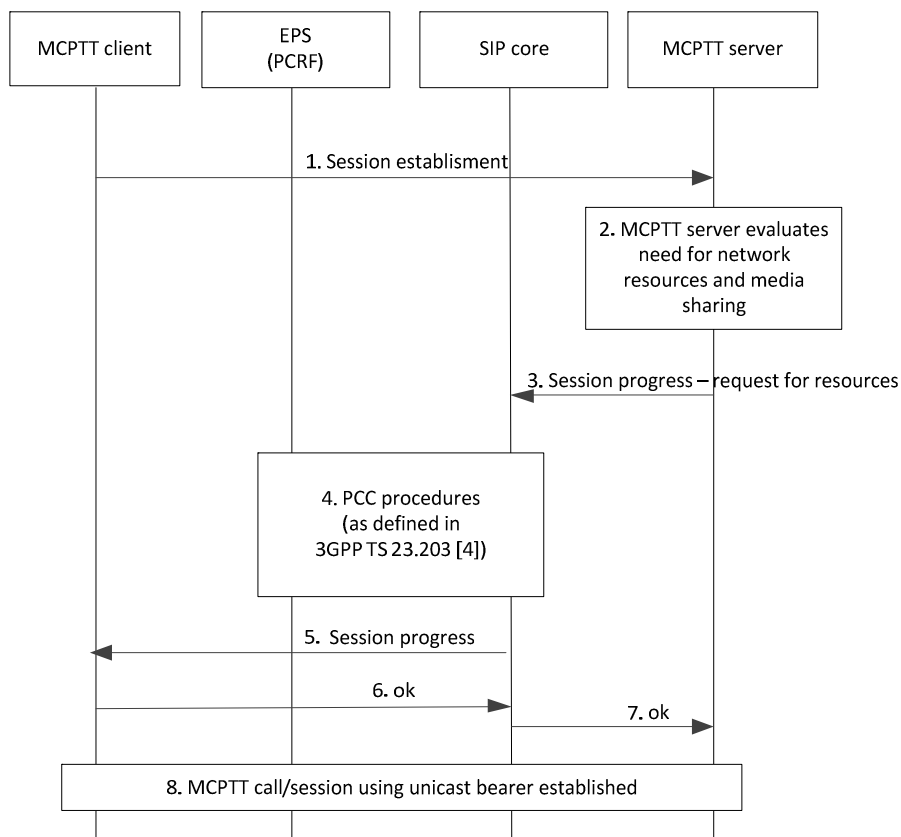 MCPTT client
EPS
(PCRF)
SIP core
MCPTT server
1. Session establisment
2. MCPTT server evaluates
need for network
resources and media
sharing
3. Session progress – request for resources
4. PCC procedures
(as defined in
3GPP TS 23.203 [4])
5. Session progress
6. ok
7. ok
8. MCPTT call/session using unicast bearer established